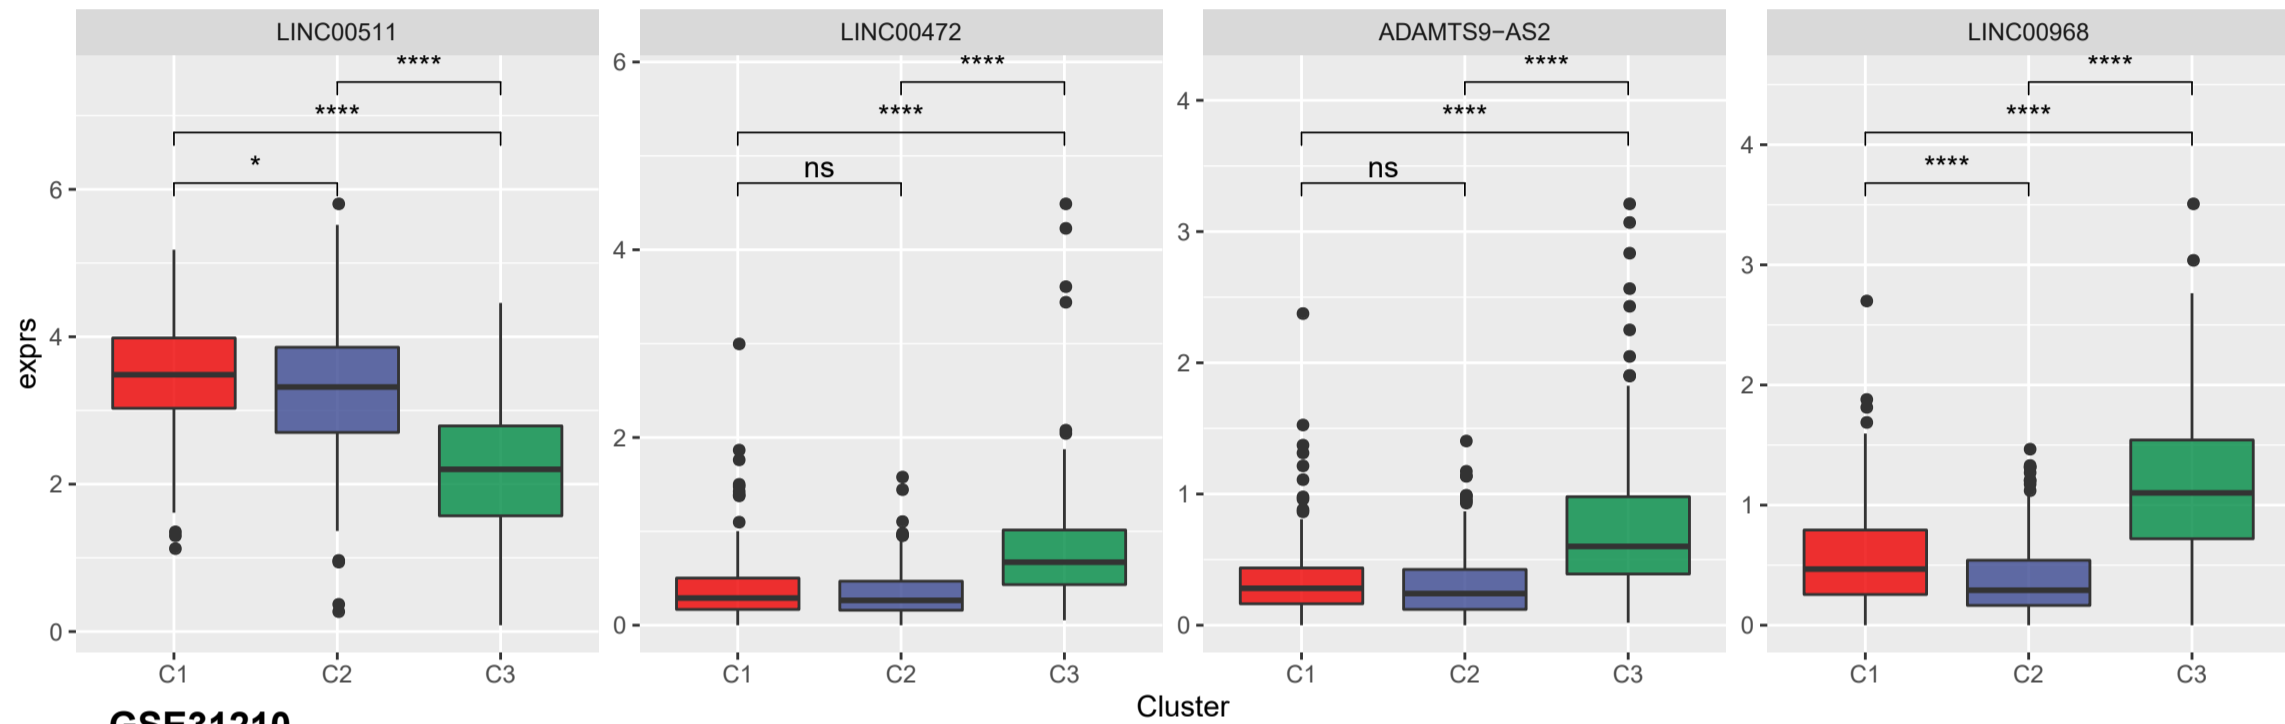 LINC00511 LINC00472 ADAMTS9−AS2 LINC00968
**** **** **** ****
**** **** **** ****
* ns ns ****
exprs
0 2 4 6
0 2 4 6
0 1 2 3 4
0 1 2 3 4
C1 C2 C3 C1 C2 C3 C1 C2 C3 C1 C2 C3
Cluster
GSE31210